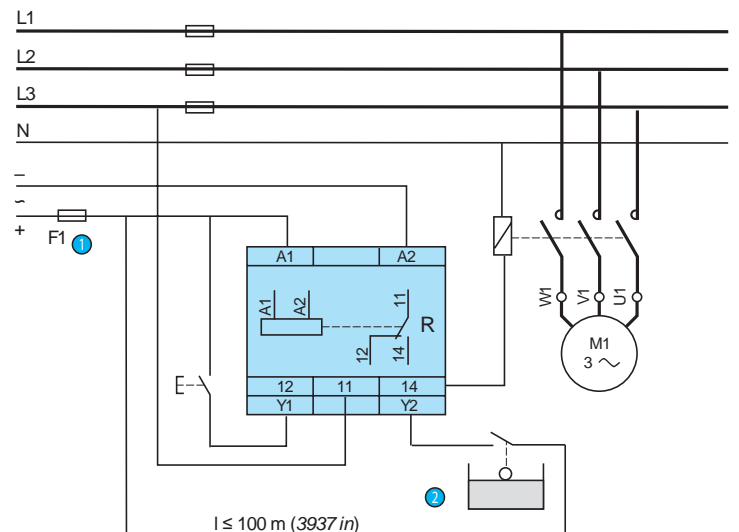 L1
L2
L3
N
–
~
+
F1 1
A1 A2
A1 A2 11
R
12 14
12 11 14
Y1 Y2
W1 V1 U1
M1
3 ~
2
l ≤ 100 m (3937 in)